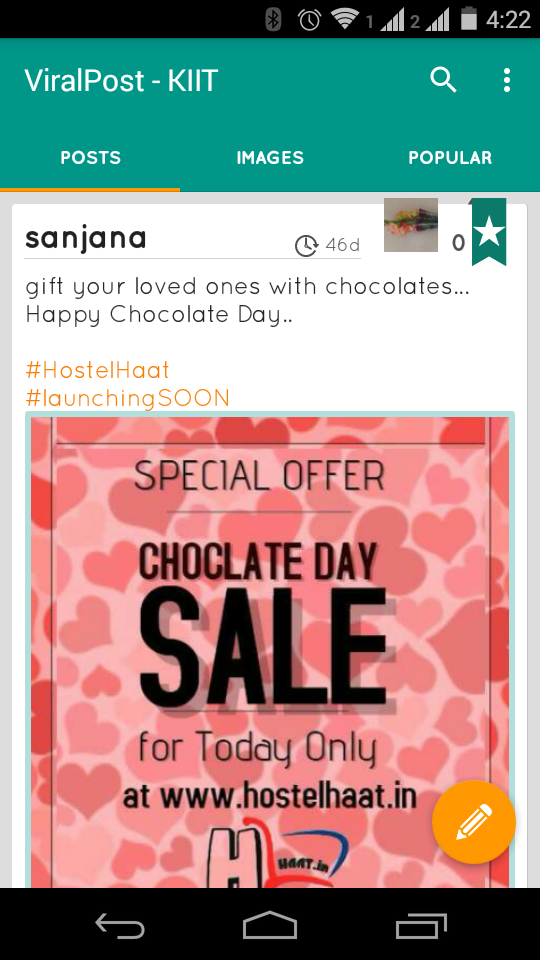 1 2 4:22
ViralPost - KIIT
POSTS IMAGES POPULAR
sanjana 46d 0
gift your loved ones with chocolates...
Happy Chocolate Day..
#HostelHaat
#launchingSOON
SPECIAL OFFER
CHOCLATE DAY
SALE
for Today Only
at www.hostelhaat.in
H HAAT.in